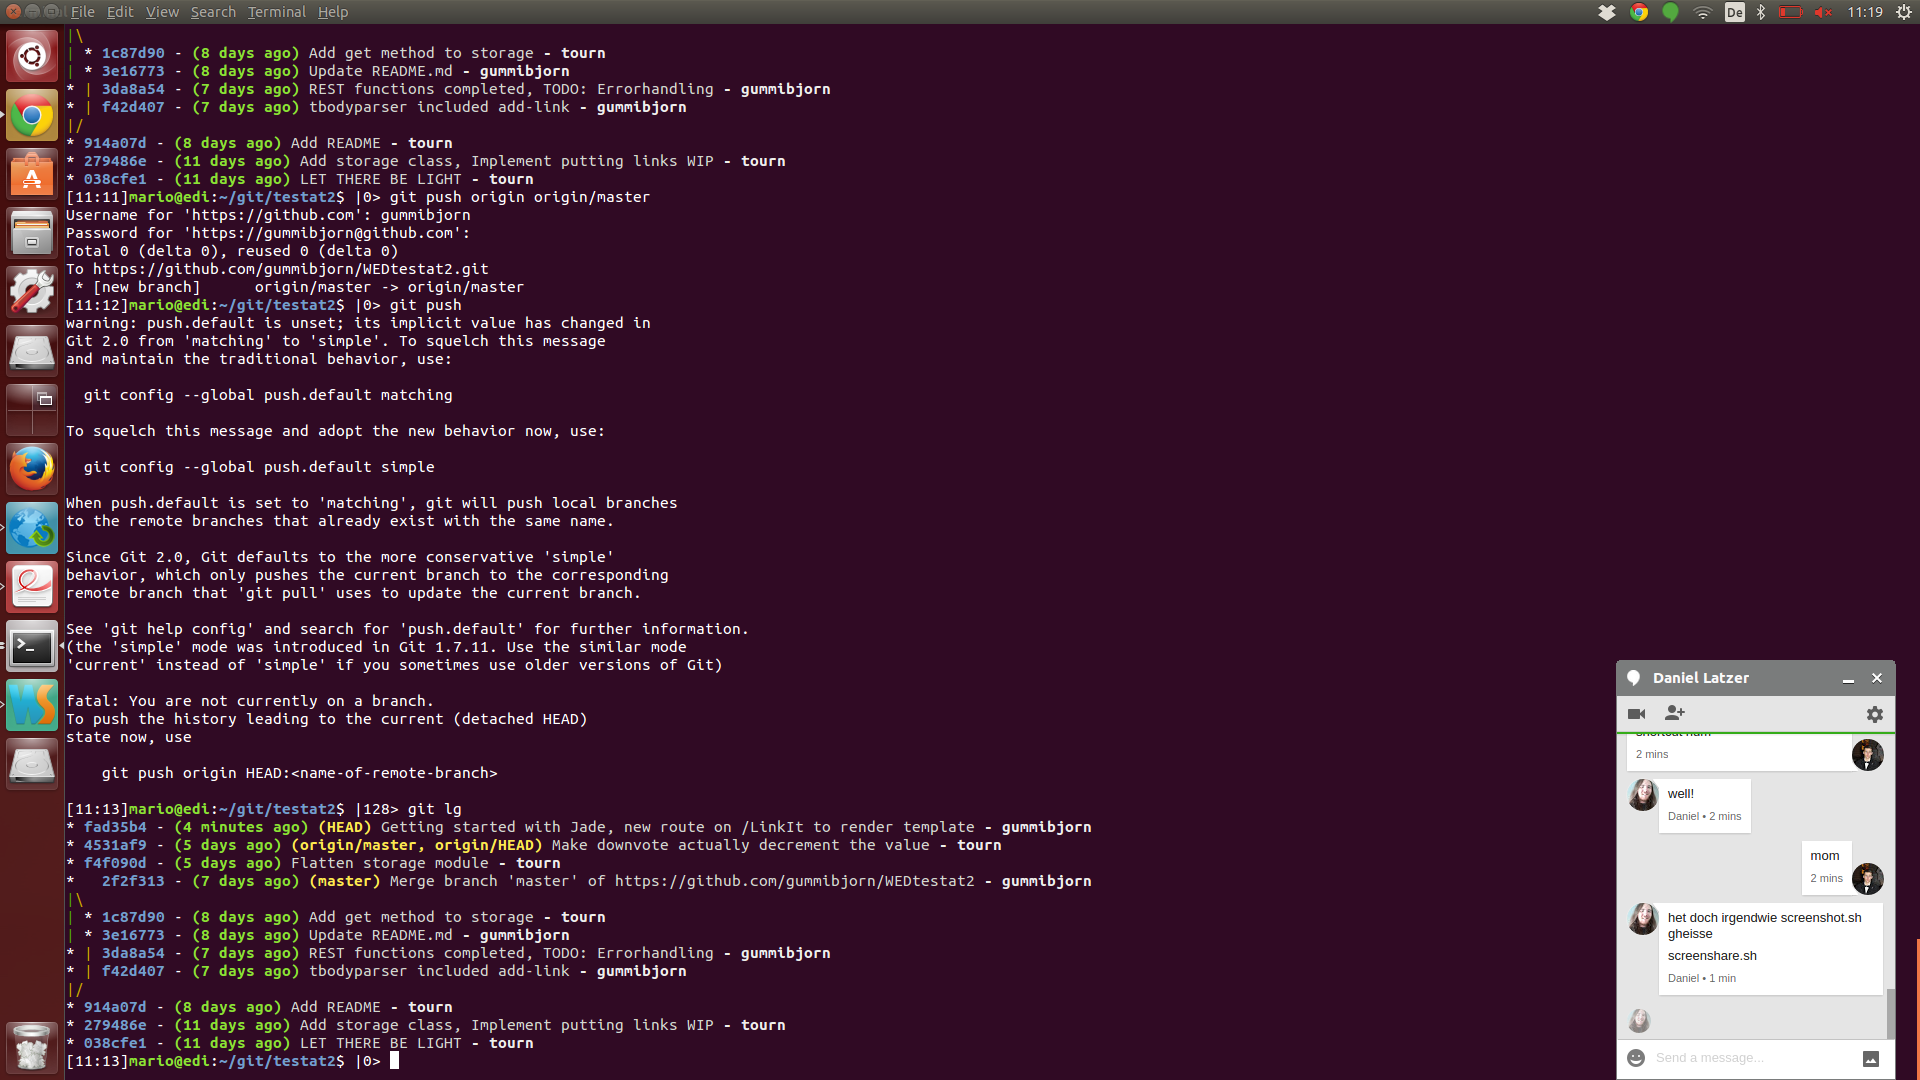 File Edit View Search Terminal Help
De 11:19
|\
| * 1c87d90 - (8 days ago) Add get method to storage - tourn
| * 3e16773 - (8 days ago) Update README.md - gummibjorn
* | 3da8a54 - (7 days ago) REST functions completed, TODO: Errorhandling - gummibjorn
* | f42d407 - (7 days ago) tbodyparser included add-link - gummibjorn
|/
* 914a07d - (8 days ago) Add README - tourn
* 279486e - (11 days ago) Add storage class, Implement putting links WIP - tourn
* 038cfe1 - (11 days ago) LET THERE BE LIGHT - tourn
[11:11]mario@edi:~/git/testat2$ |0> git push origin origin/master
Username for 'https://github.com': gummibjorn
Password for 'https://gummibjorn@github.com':
Total 0 (delta 0), reused 0 (delta 0)
To https://github.com/gummibjorn/WEDtestat2.git
 * [new branch]      origin/master -> origin/master
[11:12]mario@edi:~/git/testat2$ |0> git push
warning: push.default is unset; its implicit value has changed in
Git 2.0 from 'matching' to 'simple'. To squelch this message
and maintain the traditional behavior, use:
  git config --global push.default matching
To squelch this message and adopt the new behavior now, use:
  git config --global push.default simple
When push.default is set to 'matching', git will push local branches
to the remote branches that already exist with the same name.
Since Git 2.0, Git defaults to the more conservative 'simple'
behavior, which only pushes the current branch to the corresponding
remote branch that 'git pull' uses to update the current branch.
See 'git help config' and search for 'push.default' for further information.
(the 'simple' mode was introduced in Git 1.7.11. Use the similar mode
'current' instead of 'simple' if you sometimes use older versions of Git)
fatal: You are not currently on a branch.
To push the history leading to the current (detached HEAD)
state now, use
    git push origin HEAD:<name-of-remote-branch>
[11:13]mario@edi:~/git/testat2$ |128> git lg
* fad35b4 - (4 minutes ago) (HEAD) Getting started with Jade, new route on /LinkIt to render template - gummibjorn
* 4531af9 - (5 days ago) (origin/master, origin/HEAD) Make downvote actually decrement the value - tourn
* f4f090d - (5 days ago) Flatten storage module - tourn
*   2f2f313 - (7 days ago) (master) Merge branch 'master' of https://github.com/gummibjorn/WEDtestat2 - gummibjorn
|\
| * 1c87d90 - (8 days ago) Add get method to storage - tourn
| * 3e16773 - (8 days ago) Update README.md - gummibjorn
* | 3da8a54 - (7 days ago) REST functions completed, TODO: Errorhandling - gummibjorn
* | f42d407 - (7 days ago) tbodyparser included add-link - gummibjorn
|/
* 914a07d - (8 days ago) Add README - tourn
* 279486e - (11 days ago) Add storage class, Implement putting links WIP - tourn
* 038cfe1 - (11 days ago) LET THERE BE LIGHT - tourn
[11:13]mario@edi:~/git/testat2$ |0>
Daniel Latzer
2 mins
well!
Daniel • 2 mins
mom
2 mins
het doch irgendwie screenshot.sh
gheisse
screenshare.sh
Daniel • 1 min
Send a message...
WS